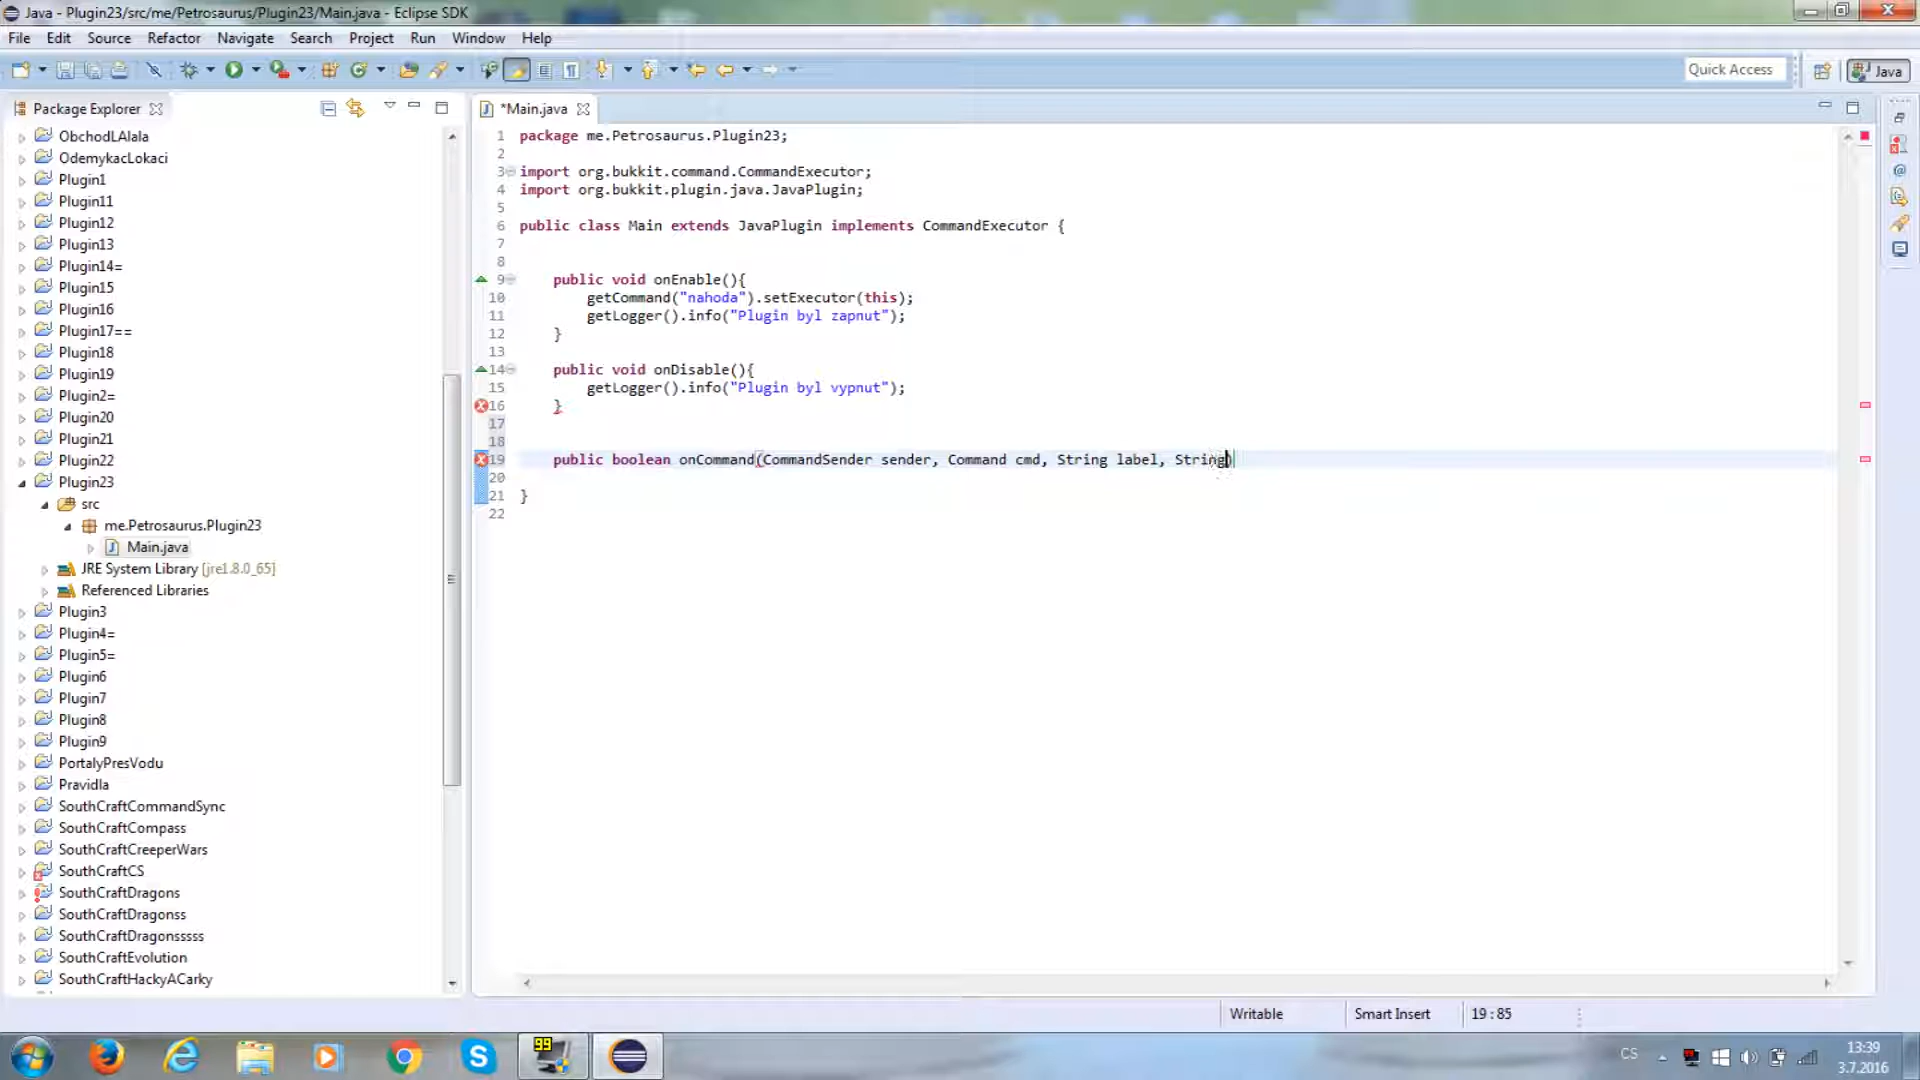 Java - Plugin23/src/me/Petrosaurus/Plugin23/Main.java - Eclipse SDK
File Edit Source Refactor Navigate Search Project Run Window Help
Quick Access
Java
Package Explorer
*Main.java
ObchodLAlala
OdemykacLokaci
Plugin1
Plugin11
Plugin12
Plugin13
Plugin14=
Plugin15
Plugin16
Plugin17==
Plugin18
Plugin19
Plugin2=
Plugin20
Plugin21
Plugin22
Plugin23
src
me.Petrosaurus.Plugin23
Main.java
JRE System Library [jre1.8.0_65]
Referenced Libraries
Plugin3
Plugin4=
Plugin5=
Plugin6
Plugin7
Plugin8
Plugin9
PortalyPresVodu
Pravidla
SouthCraftCommandSync
SouthCraftCompass
SouthCraftCreeperWars
SouthCraftCS
SouthCraftDragons
SouthCraftDragonss
SouthCraftDragonsssss
SouthCraftEvolution
SouthCraftHackyACarky
1 package me.Petrosaurus.Plugin23;
2
3 import org.bukkit.command.CommandExecutor;
4 import org.bukkit.plugin.java.JavaPlugin;
5
6 public class Main extends JavaPlugin implements CommandExecutor {
7
8
9 public void onEnable(){
10 getCommand("nahoda").setExecutor(this);
11 getLogger().info("Plugin byl zapnut");
12 }
13
14 public void onDisable(){
15 getLogger().info("Plugin byl vypnut");
16 }
17
18
19 public boolean onCommand(CommandSender sender, Command cmd, String label, String)
20
21 }
22
Writable
Smart Insert
19 : 85
99
CS
13:39
3.7.2016